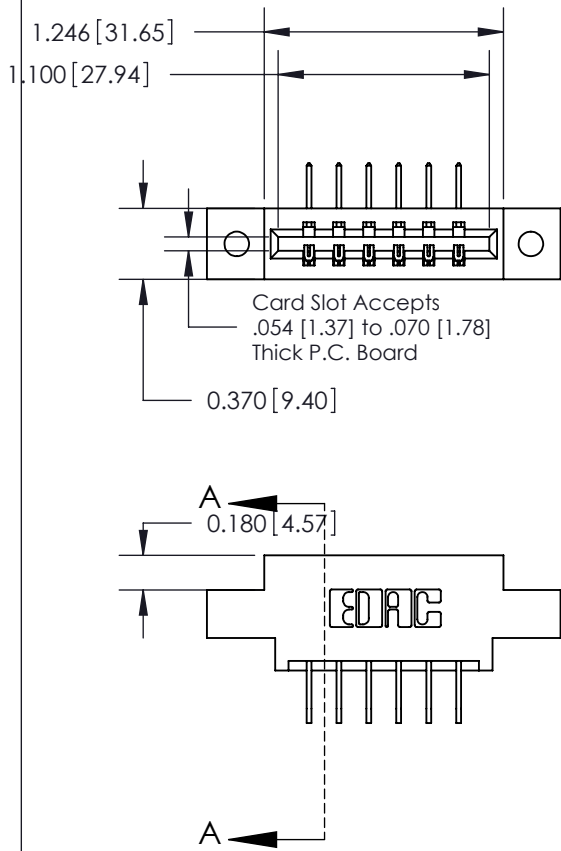 1.246 [31.65]
1.100 [27.94]
Card Slot Accepts
.054 [1.37] to .070 [1.78]
Thick P.C. Board
0.370 [9.40]
A
0.180 [4.57]
EDAC
A